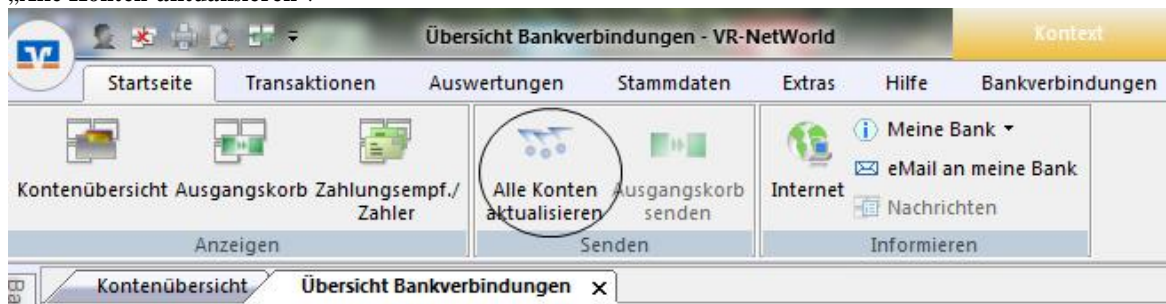 „Alle Konten aktualisieren“.
Übersicht Bankverbindungen - VR-NetWorld
Kontext
Startseite Transaktionen Auswertungen Stammdaten Extras Hilfe Bankverbindungen
Kontenübersicht
Ausgangskorb
Zahlungsempf./
Zahler
Alle Konten
aktualisieren
Ausgangskorb
senden
Internet
Meine Bank
eMail an meine Bank
Nachrichten
Anzeigen Senden Informieren
Ba
Kontenübersicht Übersicht Bankverbindungen x